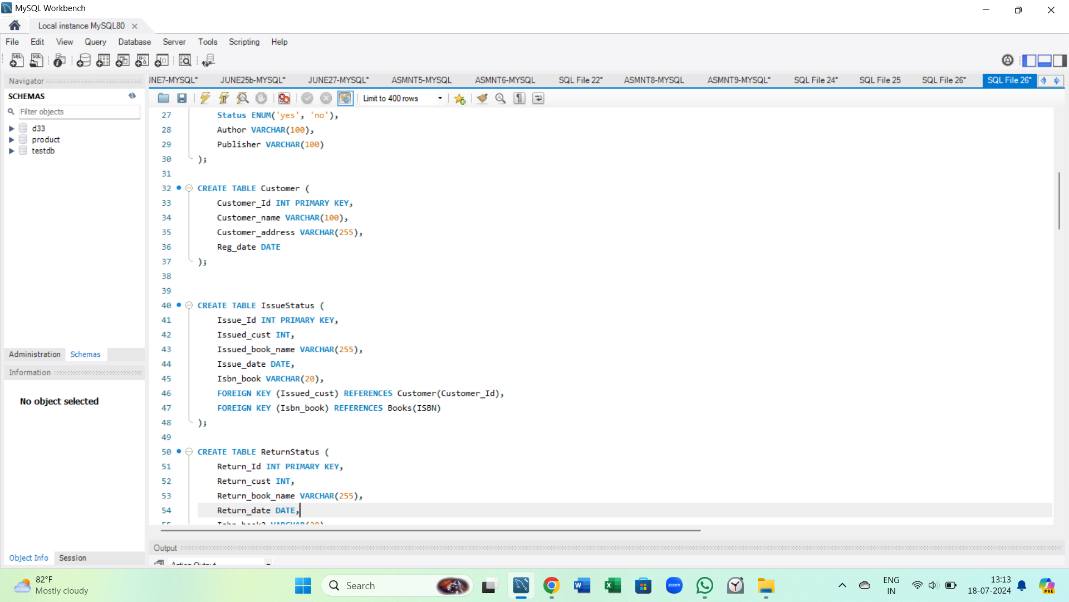 MySQL Workbench
Local instance MySQL80
File Edit View Query Database Server Tools Scripting Help
Navigator
SCHEMAS
Filter objects
d33
product
testdb
Administration Schemas
Information
No object selected
Object Info Session
JNE7-MYSQL* JUNE25b-MYSQL* JUNE27-MYSQL* ASMNT5-MYSQL ASMNT6-MYSQL SQL File 22* ASMNT8-MYSQL ASMNT9-MYSQL* SQL File 24* SQL File 25 SQL File 26* SQL File 26*
Limit to 400 rows
27 Status ENUM('yes', 'no'),
28 Author VARCHAR(100),
29 Publisher VARCHAR(100)
30 );
31
32 CREATE TABLE Customer (
33 Customer_Id INT PRIMARY KEY,
34 Customer_name VARCHAR(100),
35 Customer_address VARCHAR(255),
36 Reg_date DATE
37 );
38
39
40 CREATE TABLE IssueStatus (
41 Issue_Id INT PRIMARY KEY,
42 Issued_cust INT,
43 Issued_book_name VARCHAR(255),
44 Issue_date DATE,
45 Isbn_book VARCHAR(20),
46 FOREIGN KEY (Issued_cust) REFERENCES Customer(Customer_Id),
47 FOREIGN KEY (Isbn_book) REFERENCES Books(ISBN)
48 );
49
50 CREATE TABLE ReturnStatus (
51 Return_Id INT PRIMARY KEY,
52 Return_cust INT,
53 Return_book_name VARCHAR(255),
54 Return_date DATE,
55 Isbn_book2 VARCHAR(20)
Output
Action Output
82°F
Mostly cloudy
Search
zoom
ENG
IN
13:13
18-07-2024